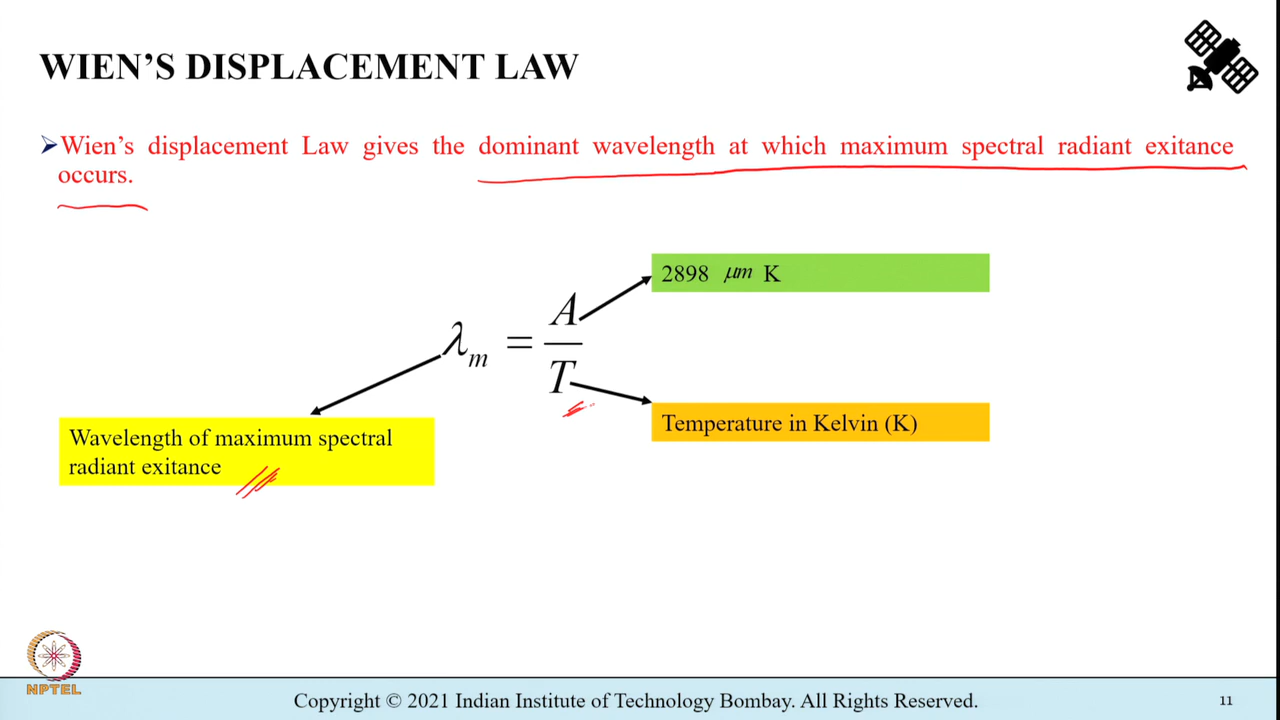 WIEN’S DISPLACEMENT LAW
➤Wien’s displacement Law gives the dominant wavelength at which maximum spectral radiant exitance
occurs.
2898 μm K
λm = A/T
Temperature in Kelvin (K)
Wavelength of maximum spectral
radiant exitance
NPTEL
Copyright © 2021 Indian Institute of Technology Bombay. All Rights Reserved.
11